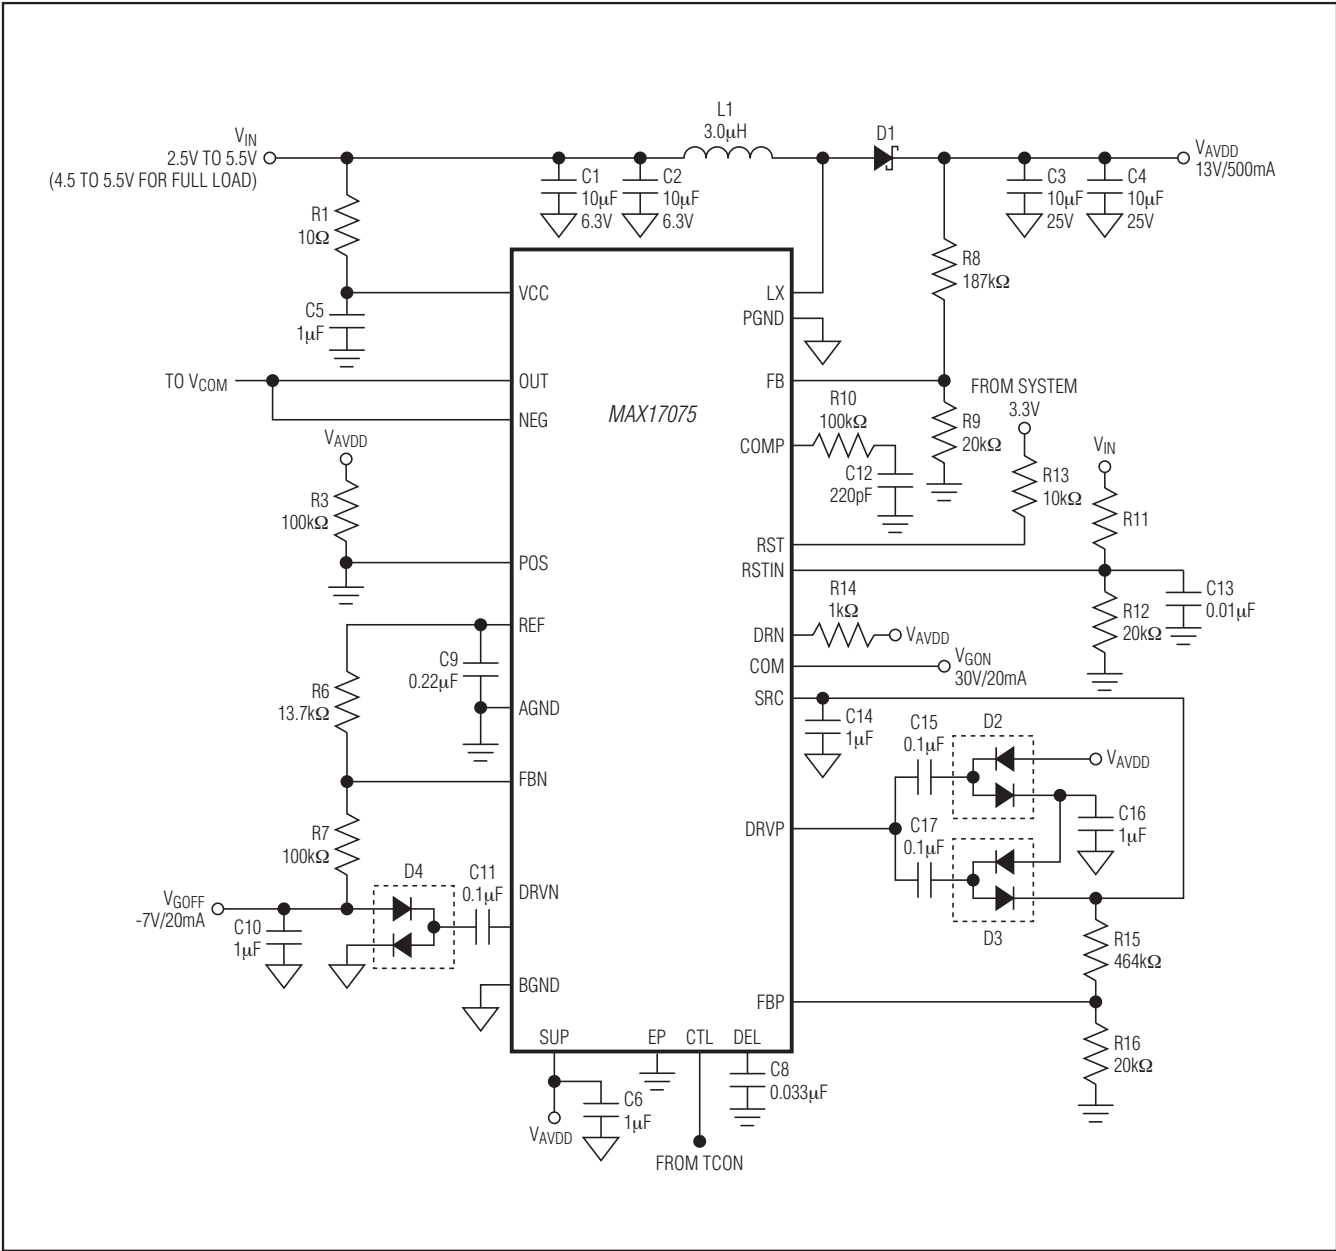 VIN
2.5V TO 5.5V
(4.5 TO 5.5V FOR FULL LOAD)
L1
3.0µH
D1
VAVDD
13V/500mA
R1
10Ω
C1
10µF
6.3V
C2
10µF
6.3V
C3
10µF
25V
C4
10µF
25V
R8
187kΩ
VCC
LX
C5
1µF
PGND
TO VCOM
OUT
FB
NEG
MAX17075
R10
100kΩ
FROM SYSTEM
3.3V
R9
20kΩ
COMP
C12
220pF
VAVDD
VIN
R13
10kΩ
R3
100kΩ
R11
POS
RST
RSTIN
R14
1kΩ
C13
0.01µF
R12
20kΩ
REF
DRN
VAVDD
C9
0.22µF
COM
VGON
30V/20mA
R6
13.7kΩ
AGND
SRC
C14
1µF
C15
0.1µF
D2
VAVDD
FBN
R7
100kΩ
DRVP
C17
0.1µF
C16
1µF
D4
C11
0.1µF
DRVN
VGOFF
-7V/20mA
C10
1µF
D3
R15
464kΩ
BGND
FBP
R16
20kΩ
SUP
EP
CTL
DEL
C6
1µF
C8
0.033µF
VAVDD
FROM TCON